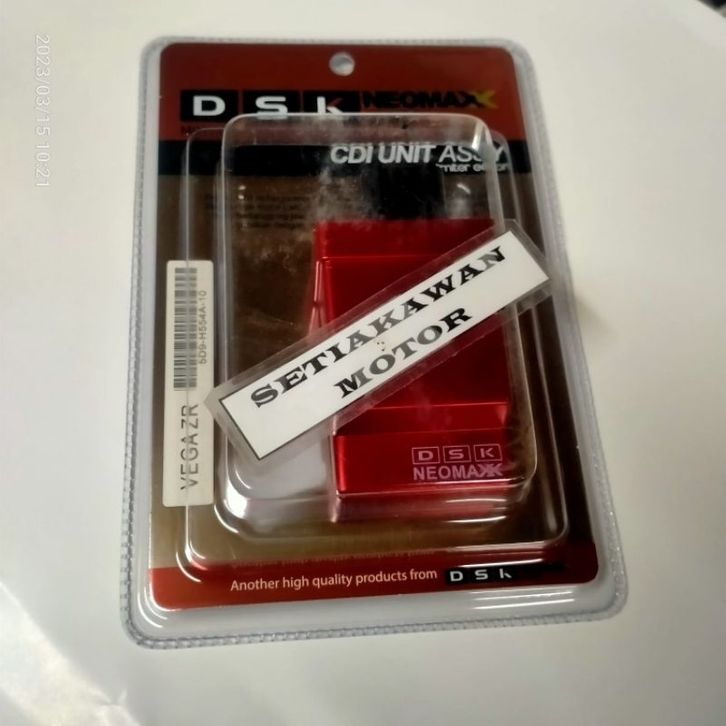 2023/03/15 10:21
DSK NEOMAXX
CDI UNIT ASSY
SETIAKAWAN
MOTOR
5D9-H554A-10
VEGAZR
DSK
NEOMAXX
Another high quality products from DSK